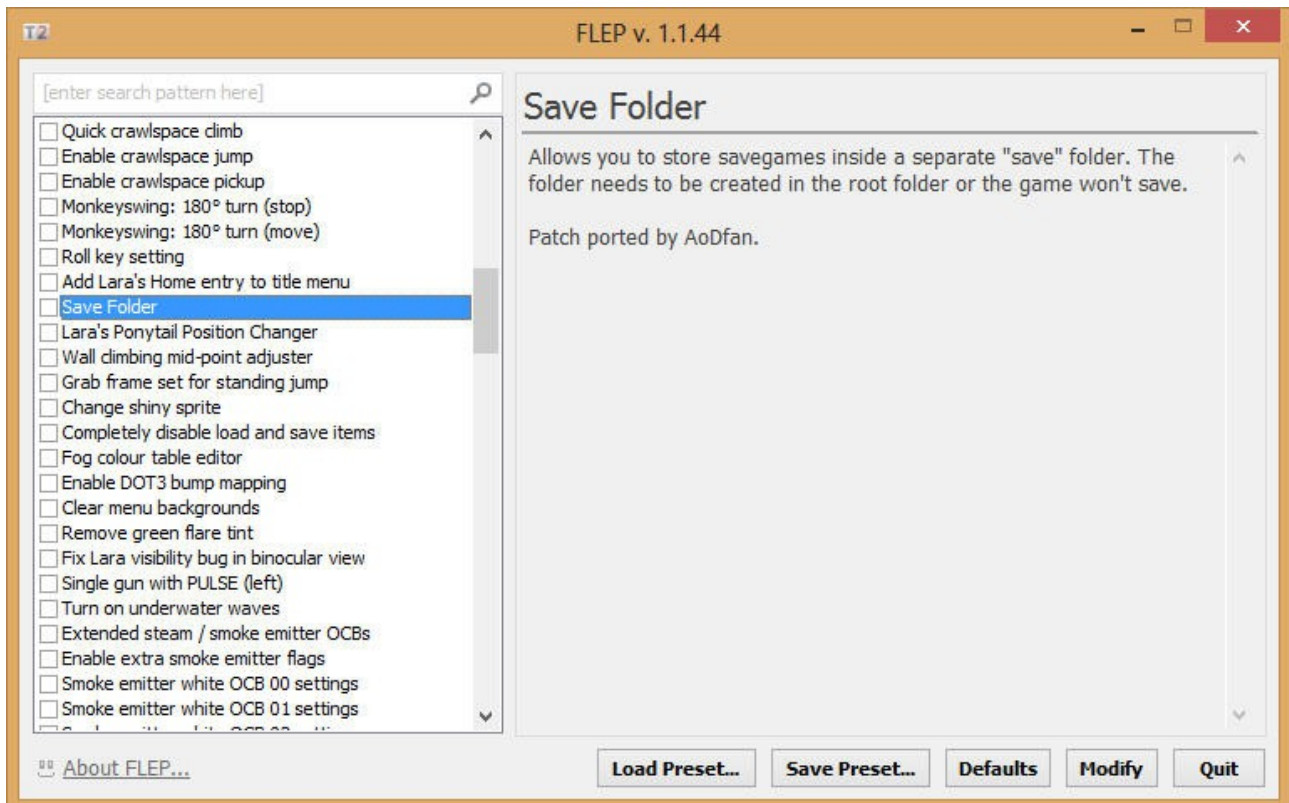 T2
FLEP v. 1.1.44
[enter search pattern here]
Quick crawlspace climb
Enable crawlspace jump
Enable crawlspace pickup
Monkeyswing: 180° turn (stop)
Monkeyswing: 180° turn (move)
Roll key setting
Add Lara's Home entry to title menu
Save Folder
Lara's Ponytail Position Changer
Wall climbing mid-point adjuster
Grab frame set for standing jump
Change shiny sprite
Completely disable load and save items
Fog colour table editor
Enable DOT3 bump mapping
Clear menu backgrounds
Remove green flare tint
Fix Lara visibility bug in binocular view
Single gun with PULSE (left)
Turn on underwater waves
Extended steam / smoke emitter OCBs
Enable extra smoke emitter flags
Smoke emitter white OCB 00 settings
Smoke emitter white OCB 01 settings
Save Folder
Allows you to store savegames inside a separate "save" folder. The
folder needs to be created in the root folder or the game won't save.
Patch ported by AoDfan.
About FLEP...
Load Preset...
Save Preset...
Defaults
Modify
Quit